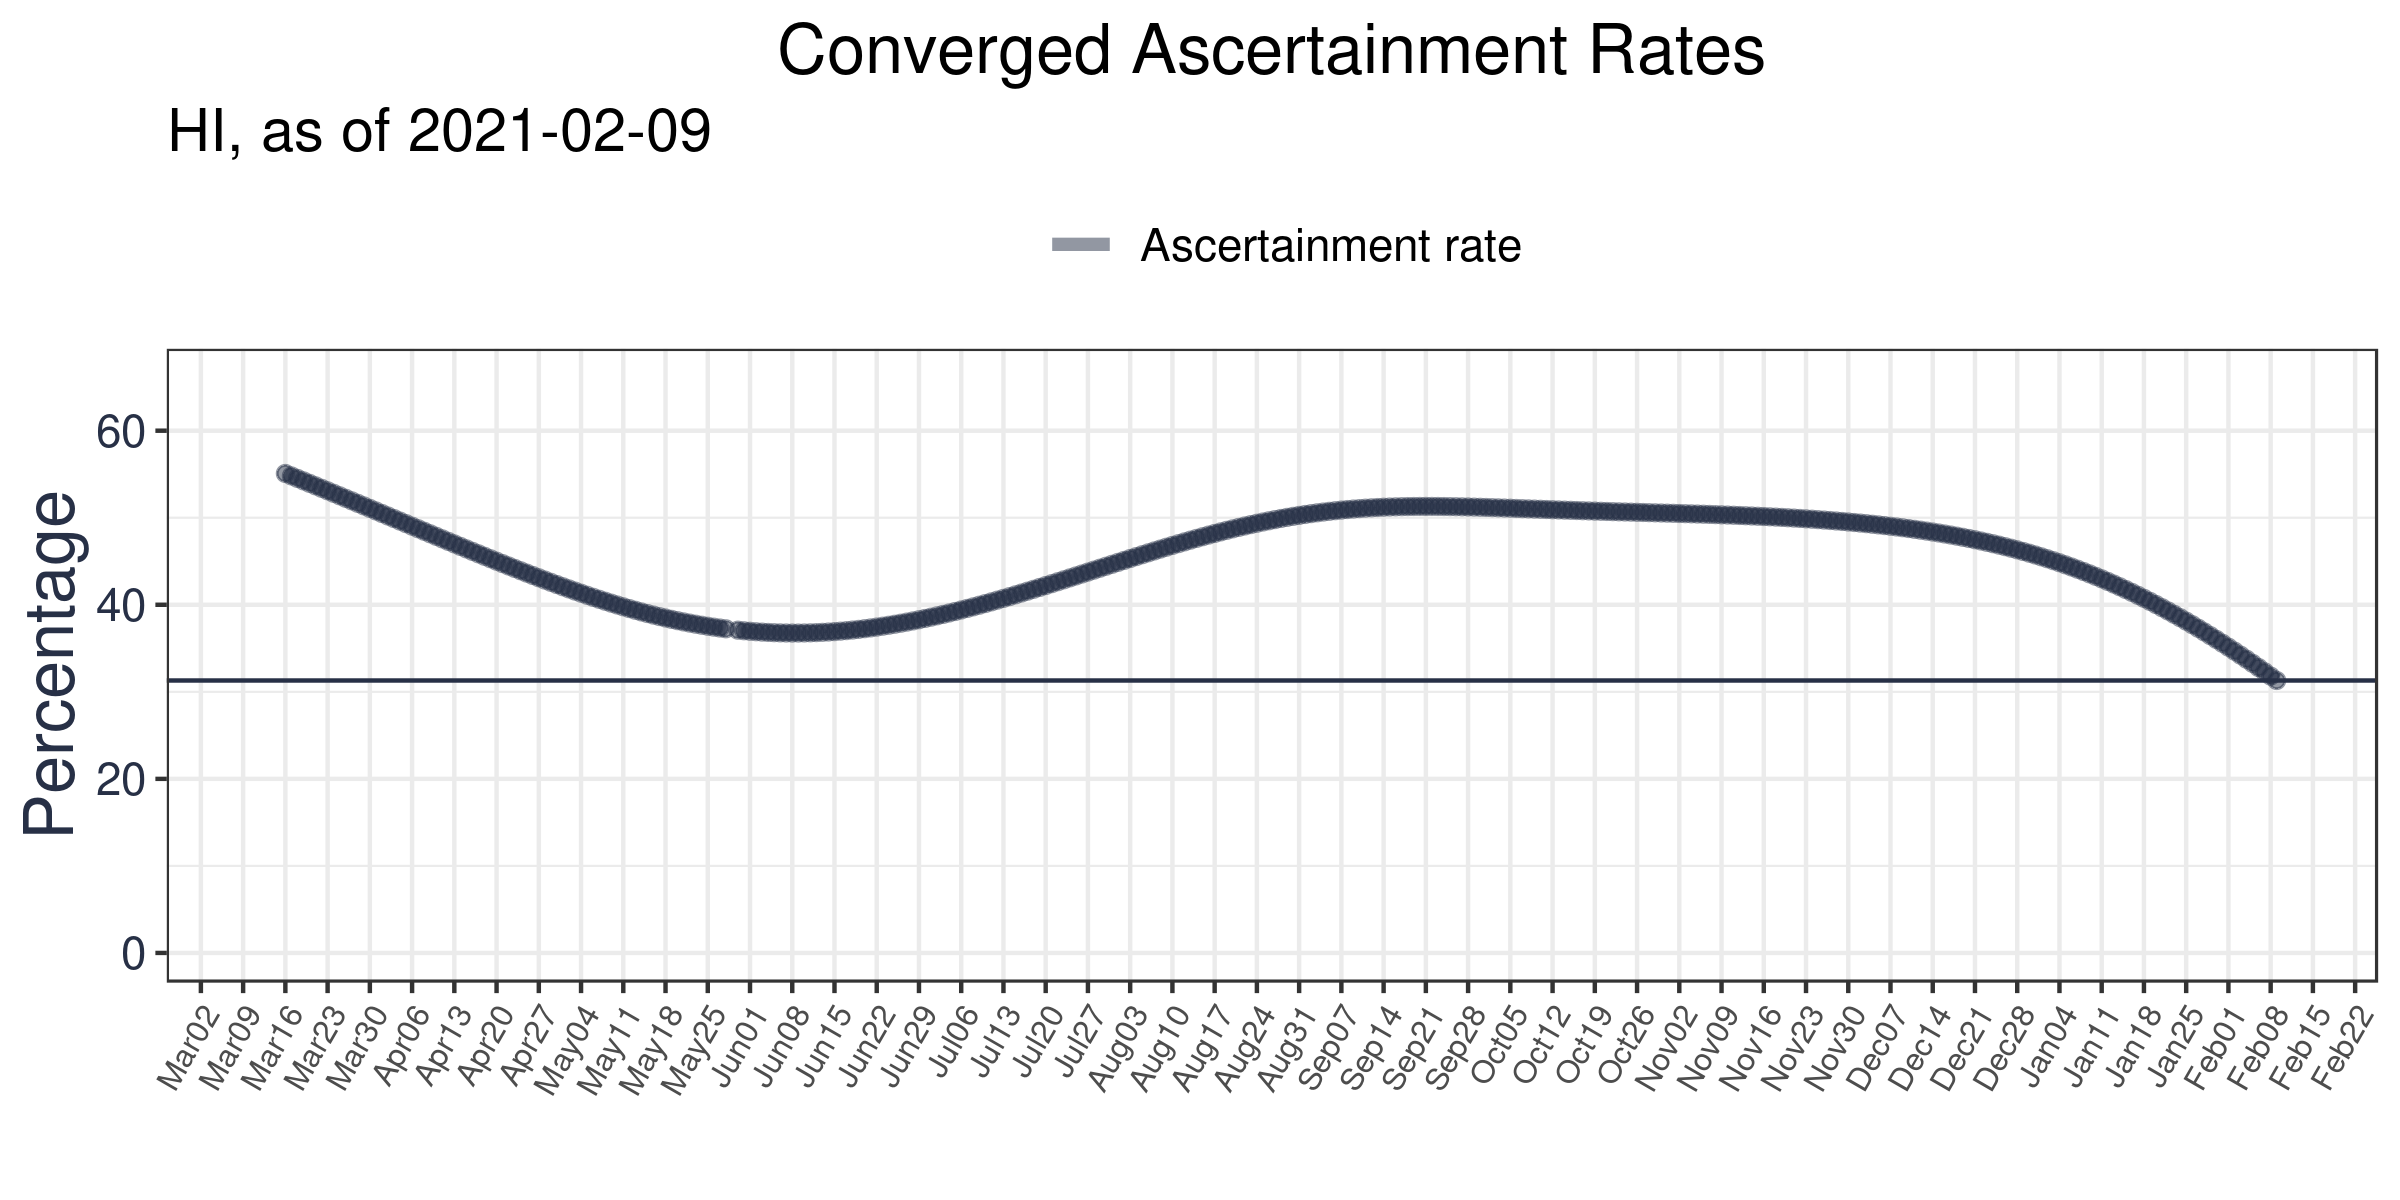 Converged Ascertainment Rates
HI, as of 2021-02-09
Ascertainment rate
Percentage
60
40
20
0
Mar02
Mar09
Mar16
Mar23
Mar30
Apr06
Apr13
Apr20
Apr27
May04
May11
May18
May25
Jun01
Jun08
Jun15
Jun22
Jun29
Jul06
Jul13
Jul20
Jul27
Aug03
Aug10
Aug17
Aug24
Aug31
Sep07
Sep14
Sep21
Sep28
Oct05
Oct12
Oct19
Oct26
Nov02
Nov09
Nov16
Nov23
Nov30
Dec07
Dec14
Dec21
Dec28
Jan04
Jan11
Jan18
Jan25
Feb01
Feb08
Feb15
Feb22